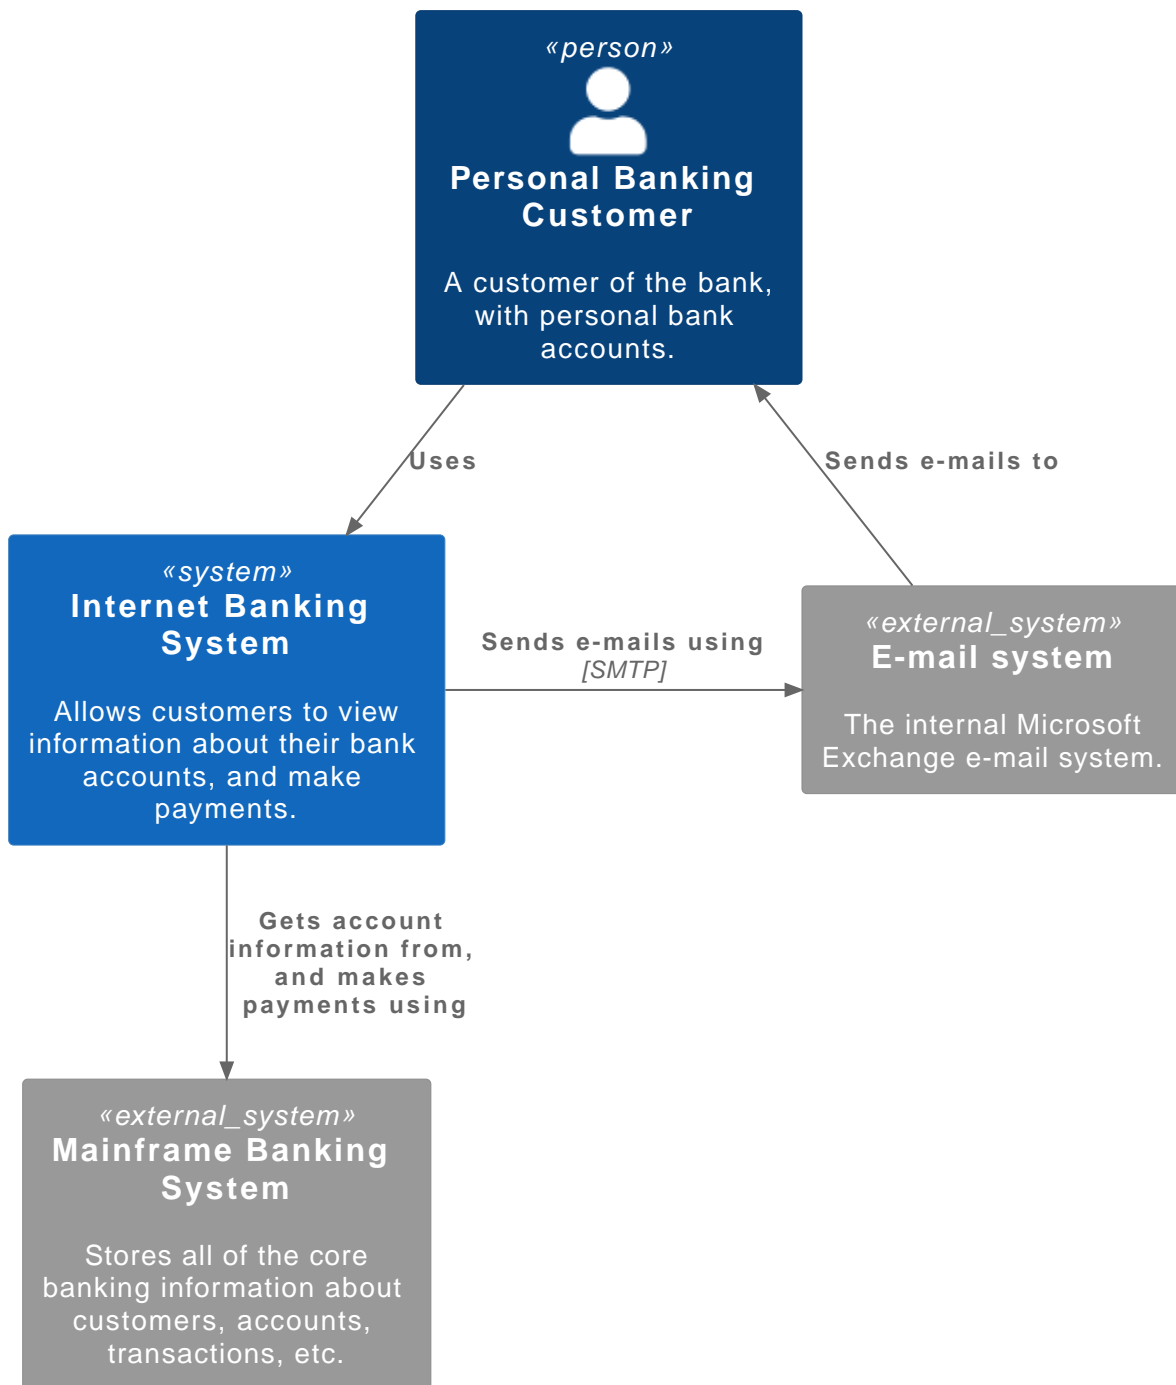 «person»
Personal Banking
Customer
A customer of the bank,
with personal bank
accounts.
Uses
Sends e-mails to
«system»
Internet Banking
System
Allows customers to view
information about their bank
accounts, and make
payments.
Sends e-mails using
[SMTP]
«external_system»
E-mail system
The internal Microsoft
Exchange e-mail system.
Gets account
information from,
and makes
payments using
«external_system»
Mainframe Banking
System
Stores all of the core
banking information about
customers, accounts,
transactions, etc.